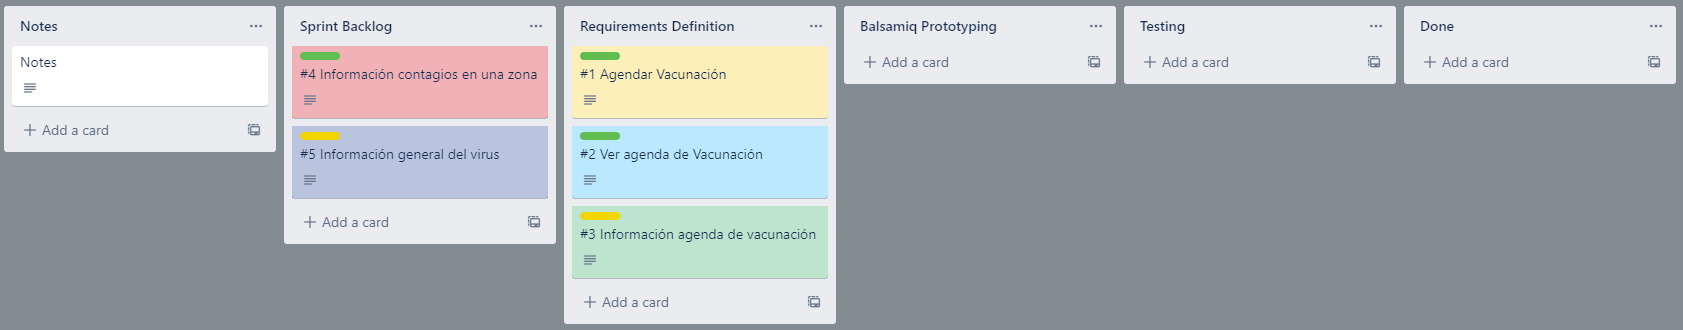 Notes
Notes
Add a card
Sprint Backlog
#4 Información contagios en una zona
#5 Información general del virus
Add a card
Requirements Definition
#1 Agendar Vacunación
#2 Ver agenda de Vacunación
#3 Información agenda de vacunación
Add a card
Balsamiq Prototyping
Add a card
Testing
Add a card
Done
Add a card